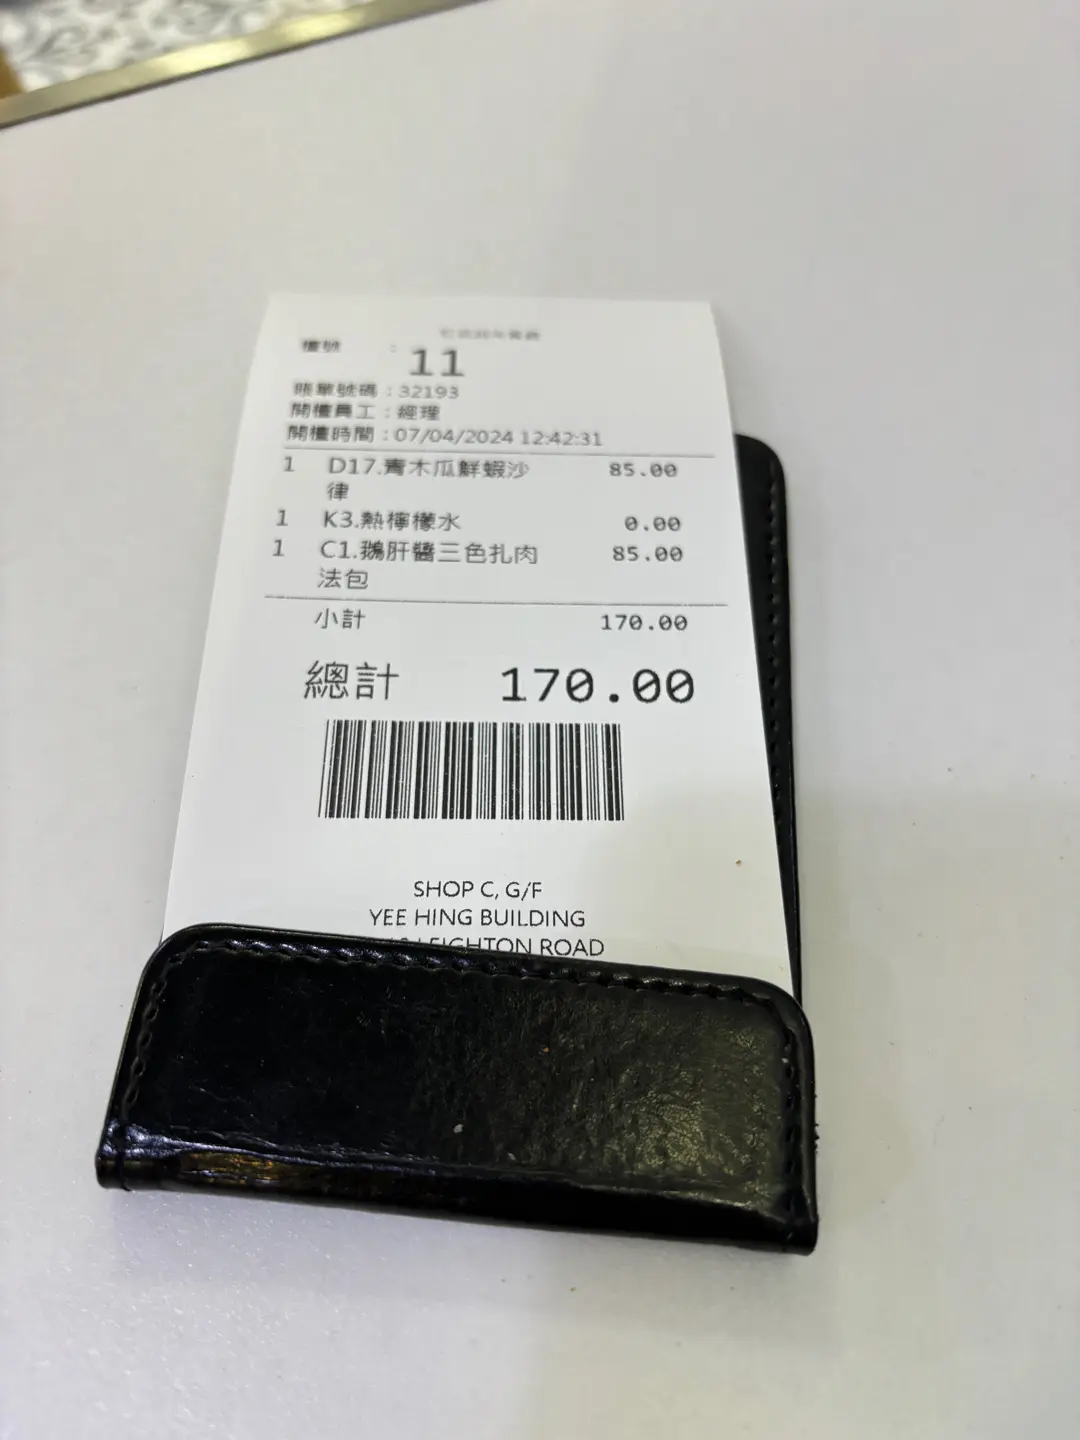 檯號 : 11
賬單號碼 : 32193
開檯員工 : 經理
開檯時間 : 07/04/2024 12:42:31
1 D17.青木瓜鮮蝦沙 85.00
律
1 K3.熱檸檬水 0.00
1 C1.鵝肝醬三色扎肉 85.00
法包
小計 170.00
總計 170.00
SHOP C, G/F
YEE HING BUILDING
LEIGHTON ROAD